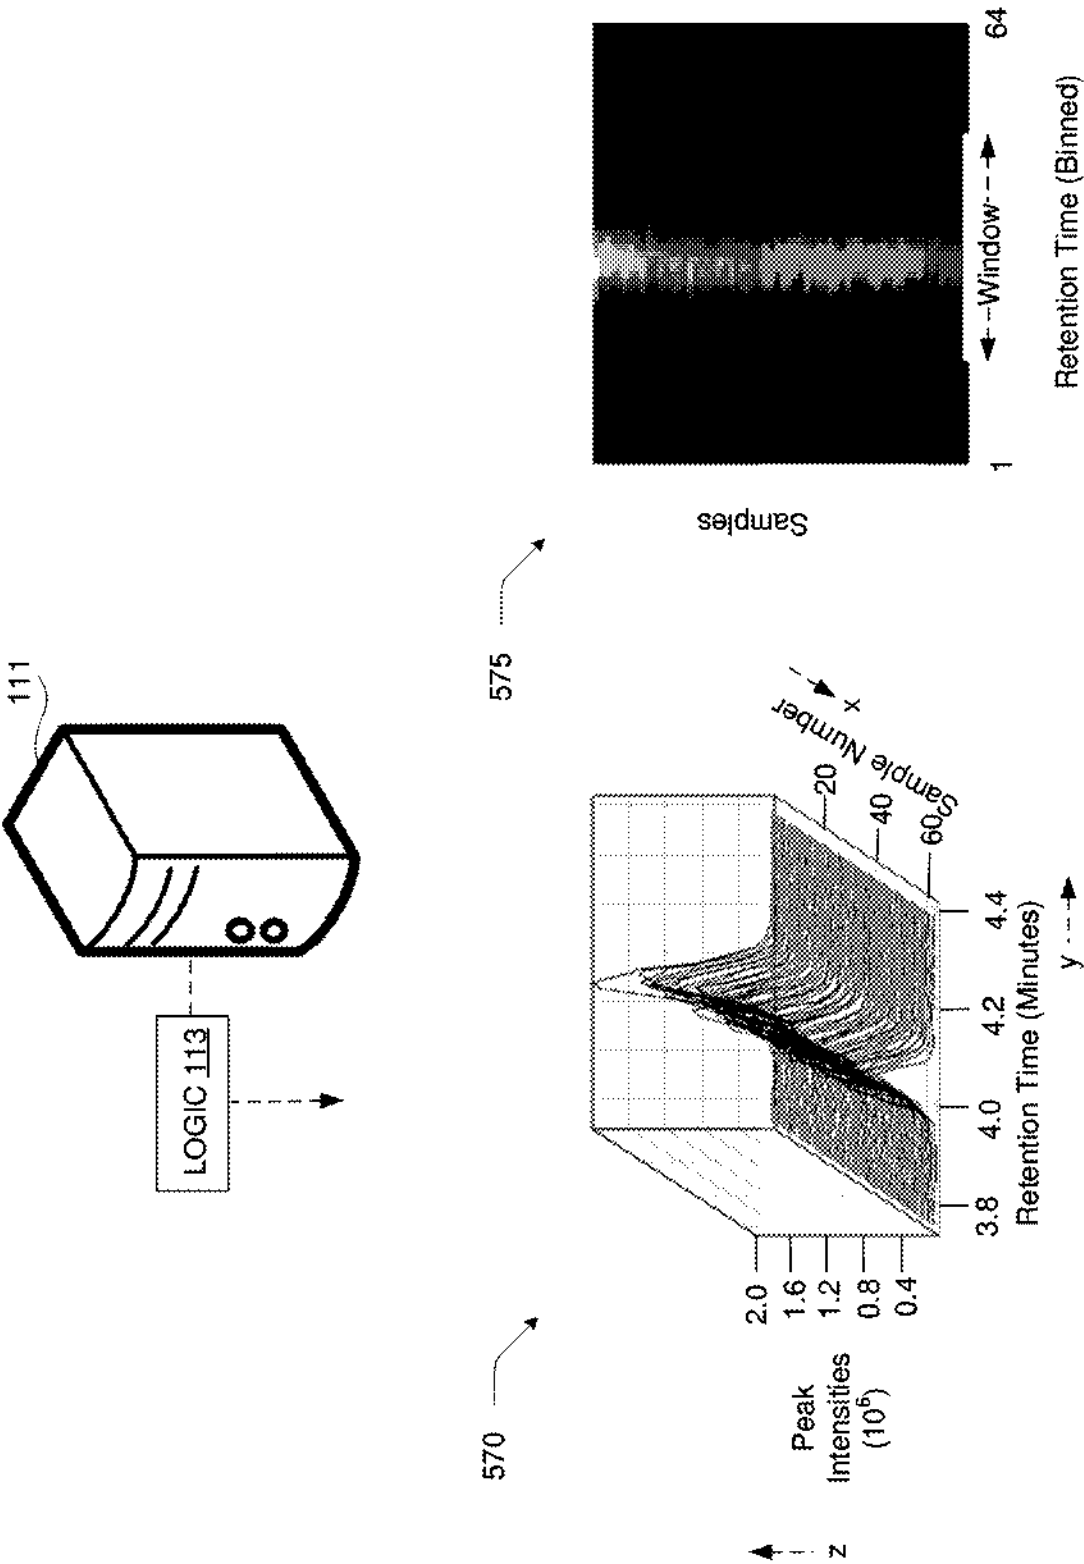 111
LOGIC 113
570
z
Peak
Intensities
(10⁶)
2.0
1.6
1.2
0.8
0.4
3.8
4.0
4.2
4.4
Retention Time (Minutes)
y
20
40
60
Sample Number
x
575
Samples
1
64
Window
Retention Time (Binned)